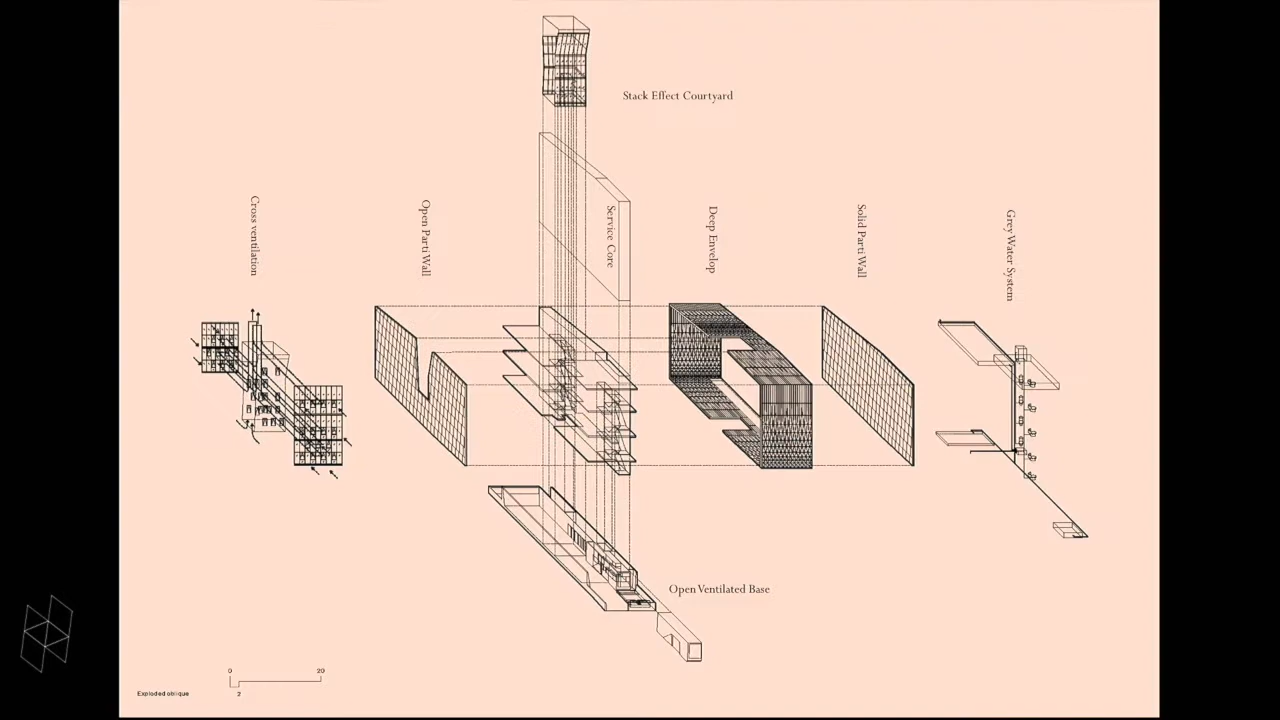 Stack Effect Courtyard
Cross ventilation
Open Parti Wall
Service Core
Deep Envelop
Solid Parti Wall
Grey Water System
Open Ventilated Base
0
20
2
Exploded oblique